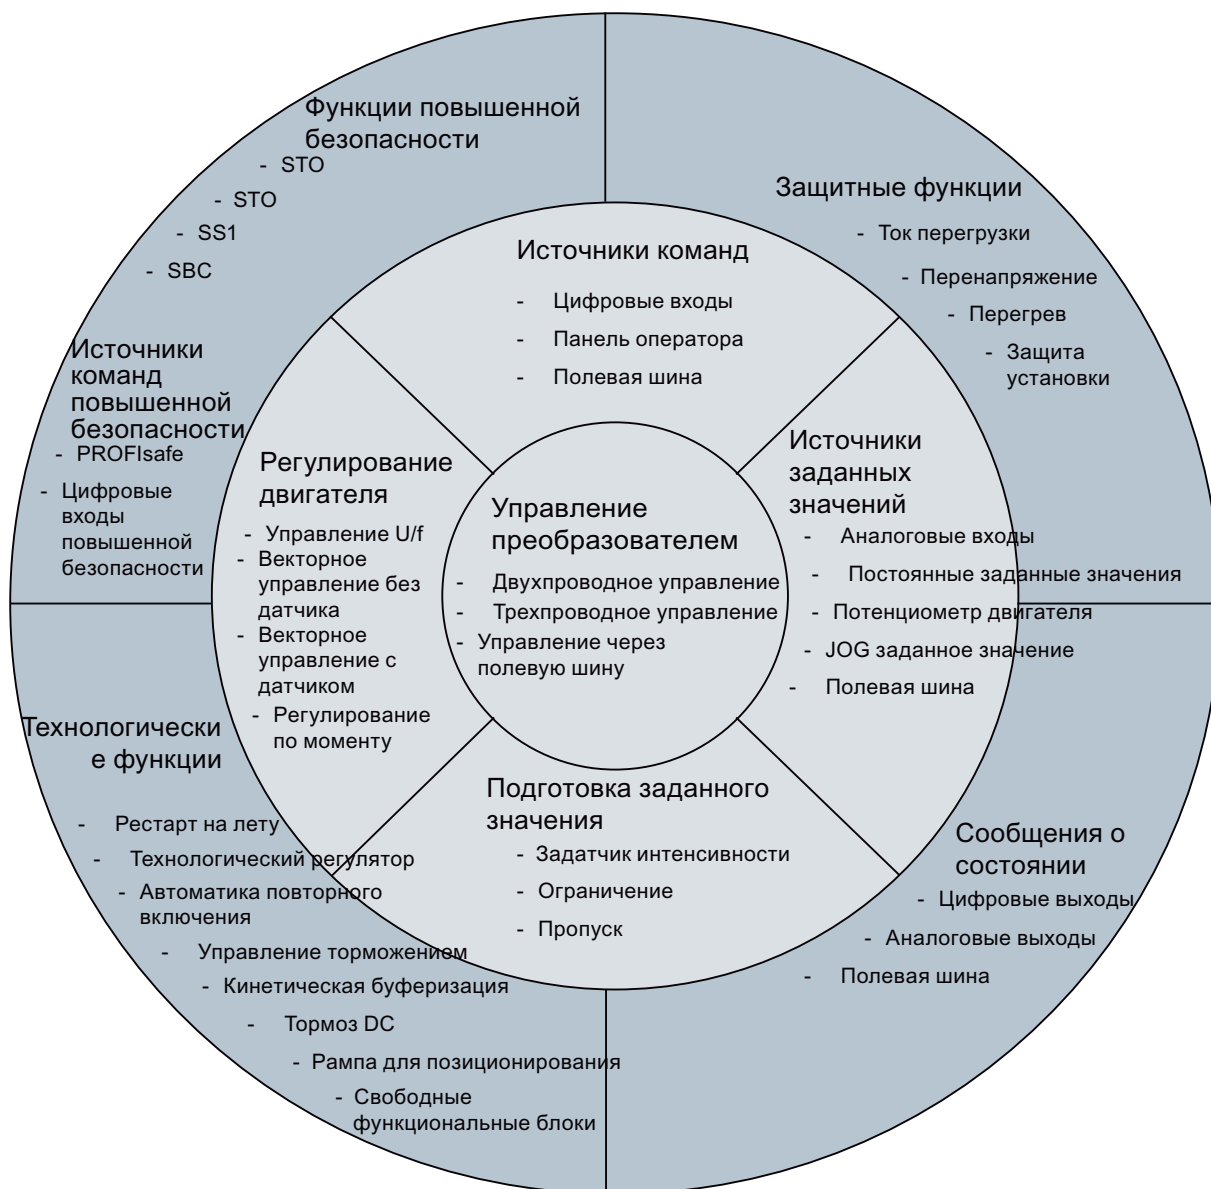 Функции повышенной
безопасности
- STO
- STO
- SS1
- SBC
Источники
команд
повышенной
безопасности
- PROFIsafe
- Цифровые
входы
повышенной
безопасности
Защитные функции
- Ток перегрузки
- Перенапряжение
- Перегрев
- Защита
установки
Источники команд
- Цифровые входы
- Панель оператора
- Полевая шина
Источники
заданных
значений
- Аналоговые входы
- Постоянные заданные значения
- Потенциометр двигателя
- JOG заданное значение
- Полевая шина
Регулирование
двигателя
- Управление U/f
- Векторное
управление без
датчика
- Векторное
управление с
датчиком
- Регулирование
по моменту
Управление
преобразователем
- Двухпроводное управление
- Трехпроводное управление
- Управление через
полевую шину
Подготовка заданного
значения
- Задатчик интенсивности
- Ограничение
- Пропуск
Технологически
е функции
- Рестарт на лету
- Технологический регулятор
- Автоматика повторного
включения
- Управление торможением
- Кинетическая буферизация
- Тормоз DC
- Рампа для позиционирования
- Свободные
функциональные блоки
Сообщения о
состоянии
- Цифровые выходы
- Аналоговые выходы
- Полевая шина